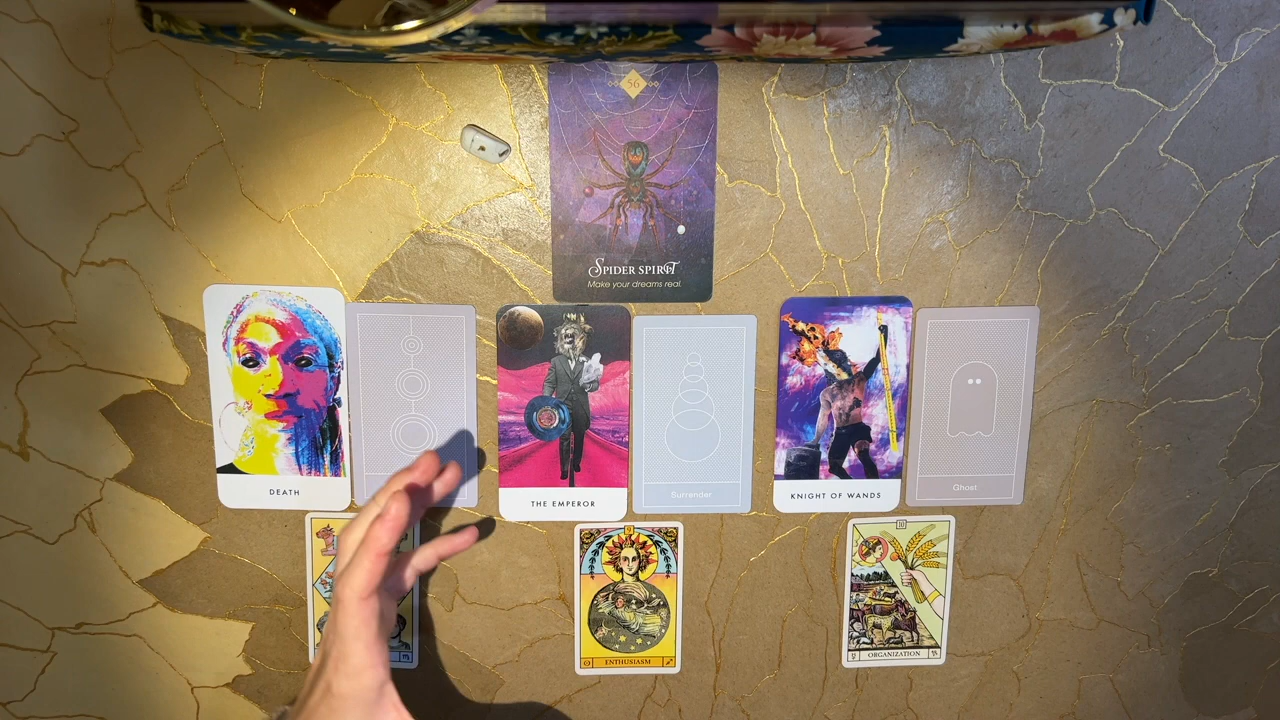 56
SPIDER SPIRIT
Make your dreams real.
DEATH
THE EMPEROR
Surrender
KNIGHT OF WANDS
Ghost
ENTHUSIASM
10
ORGANIZATION